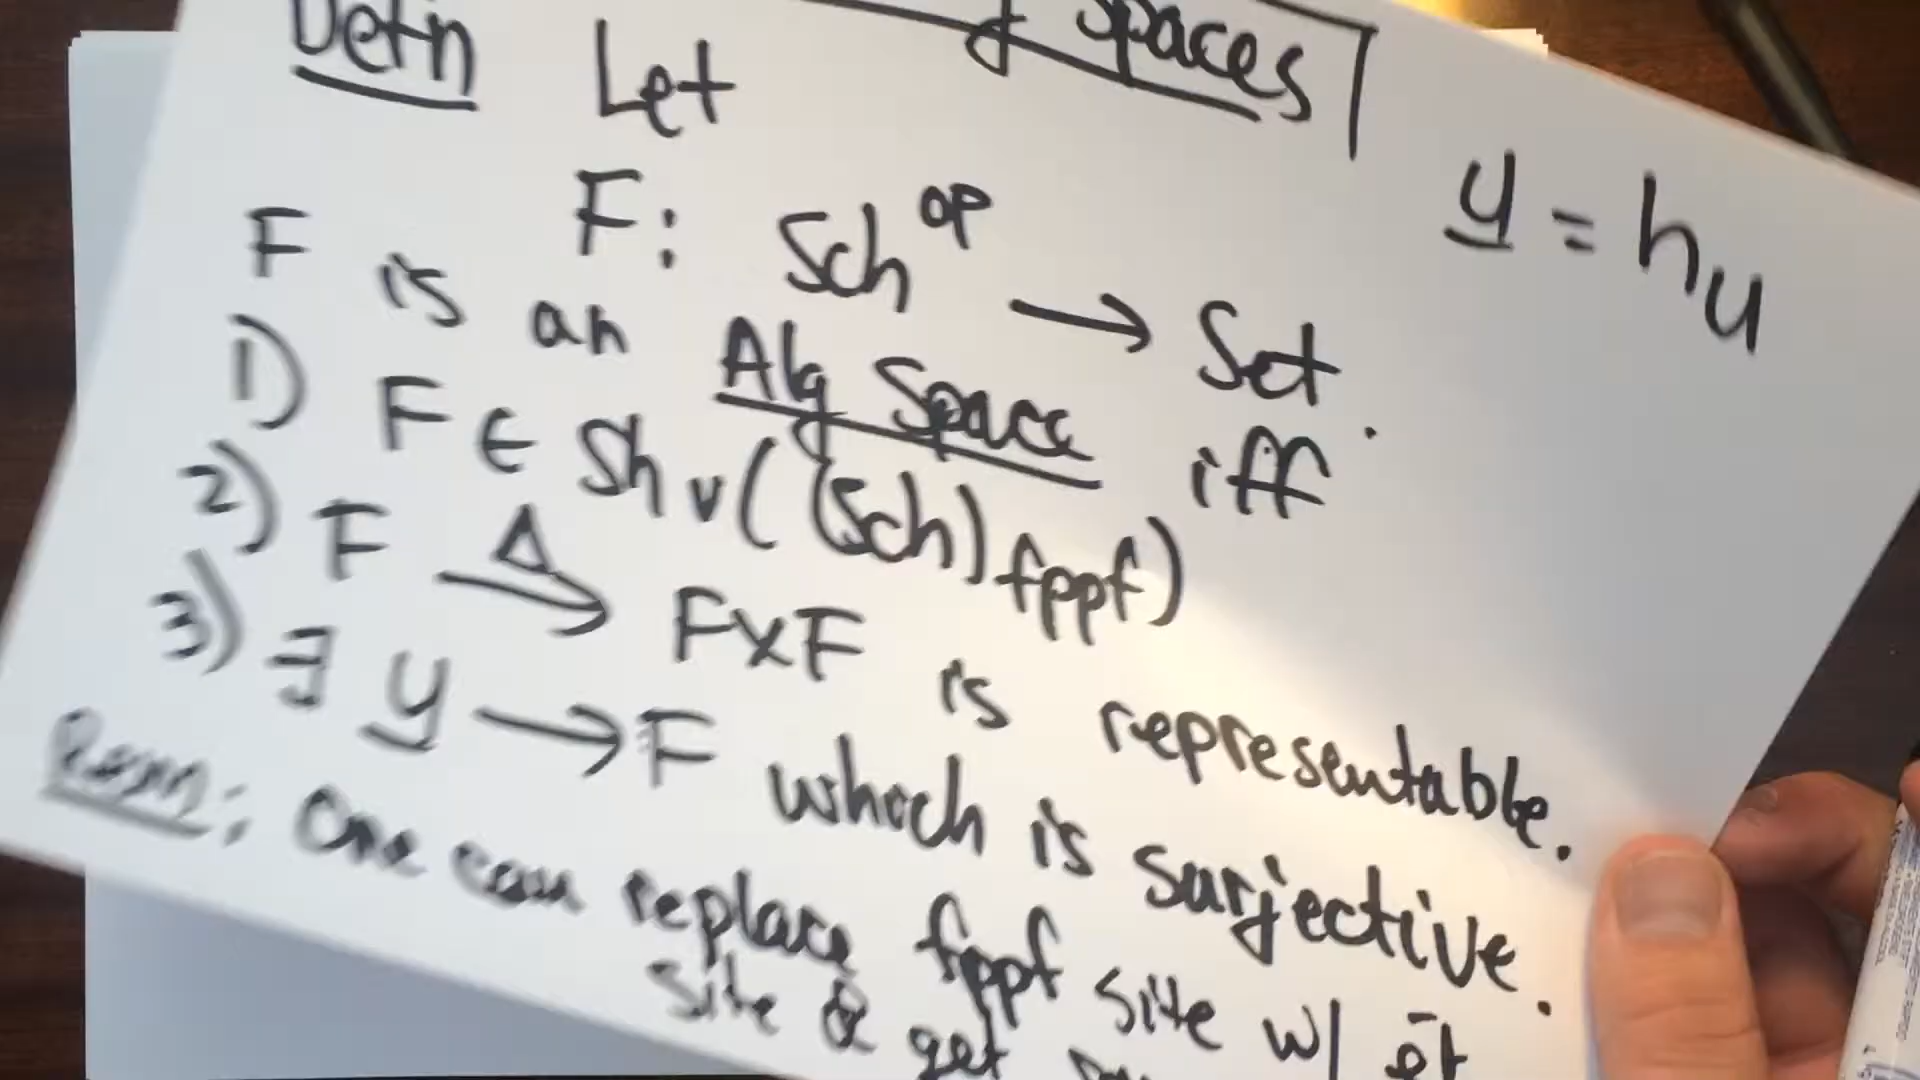 Spaces
Defn Let
F: Sch^op → Set.
U = h_U
F is an Alg Space iff
1) F ∈ Shv((Sch)_fppf)
2) F →^Δ F×F is representable.
3) ∃ U → F which is surjective.
Rem: One can replace fppf site w/ ét
site & get